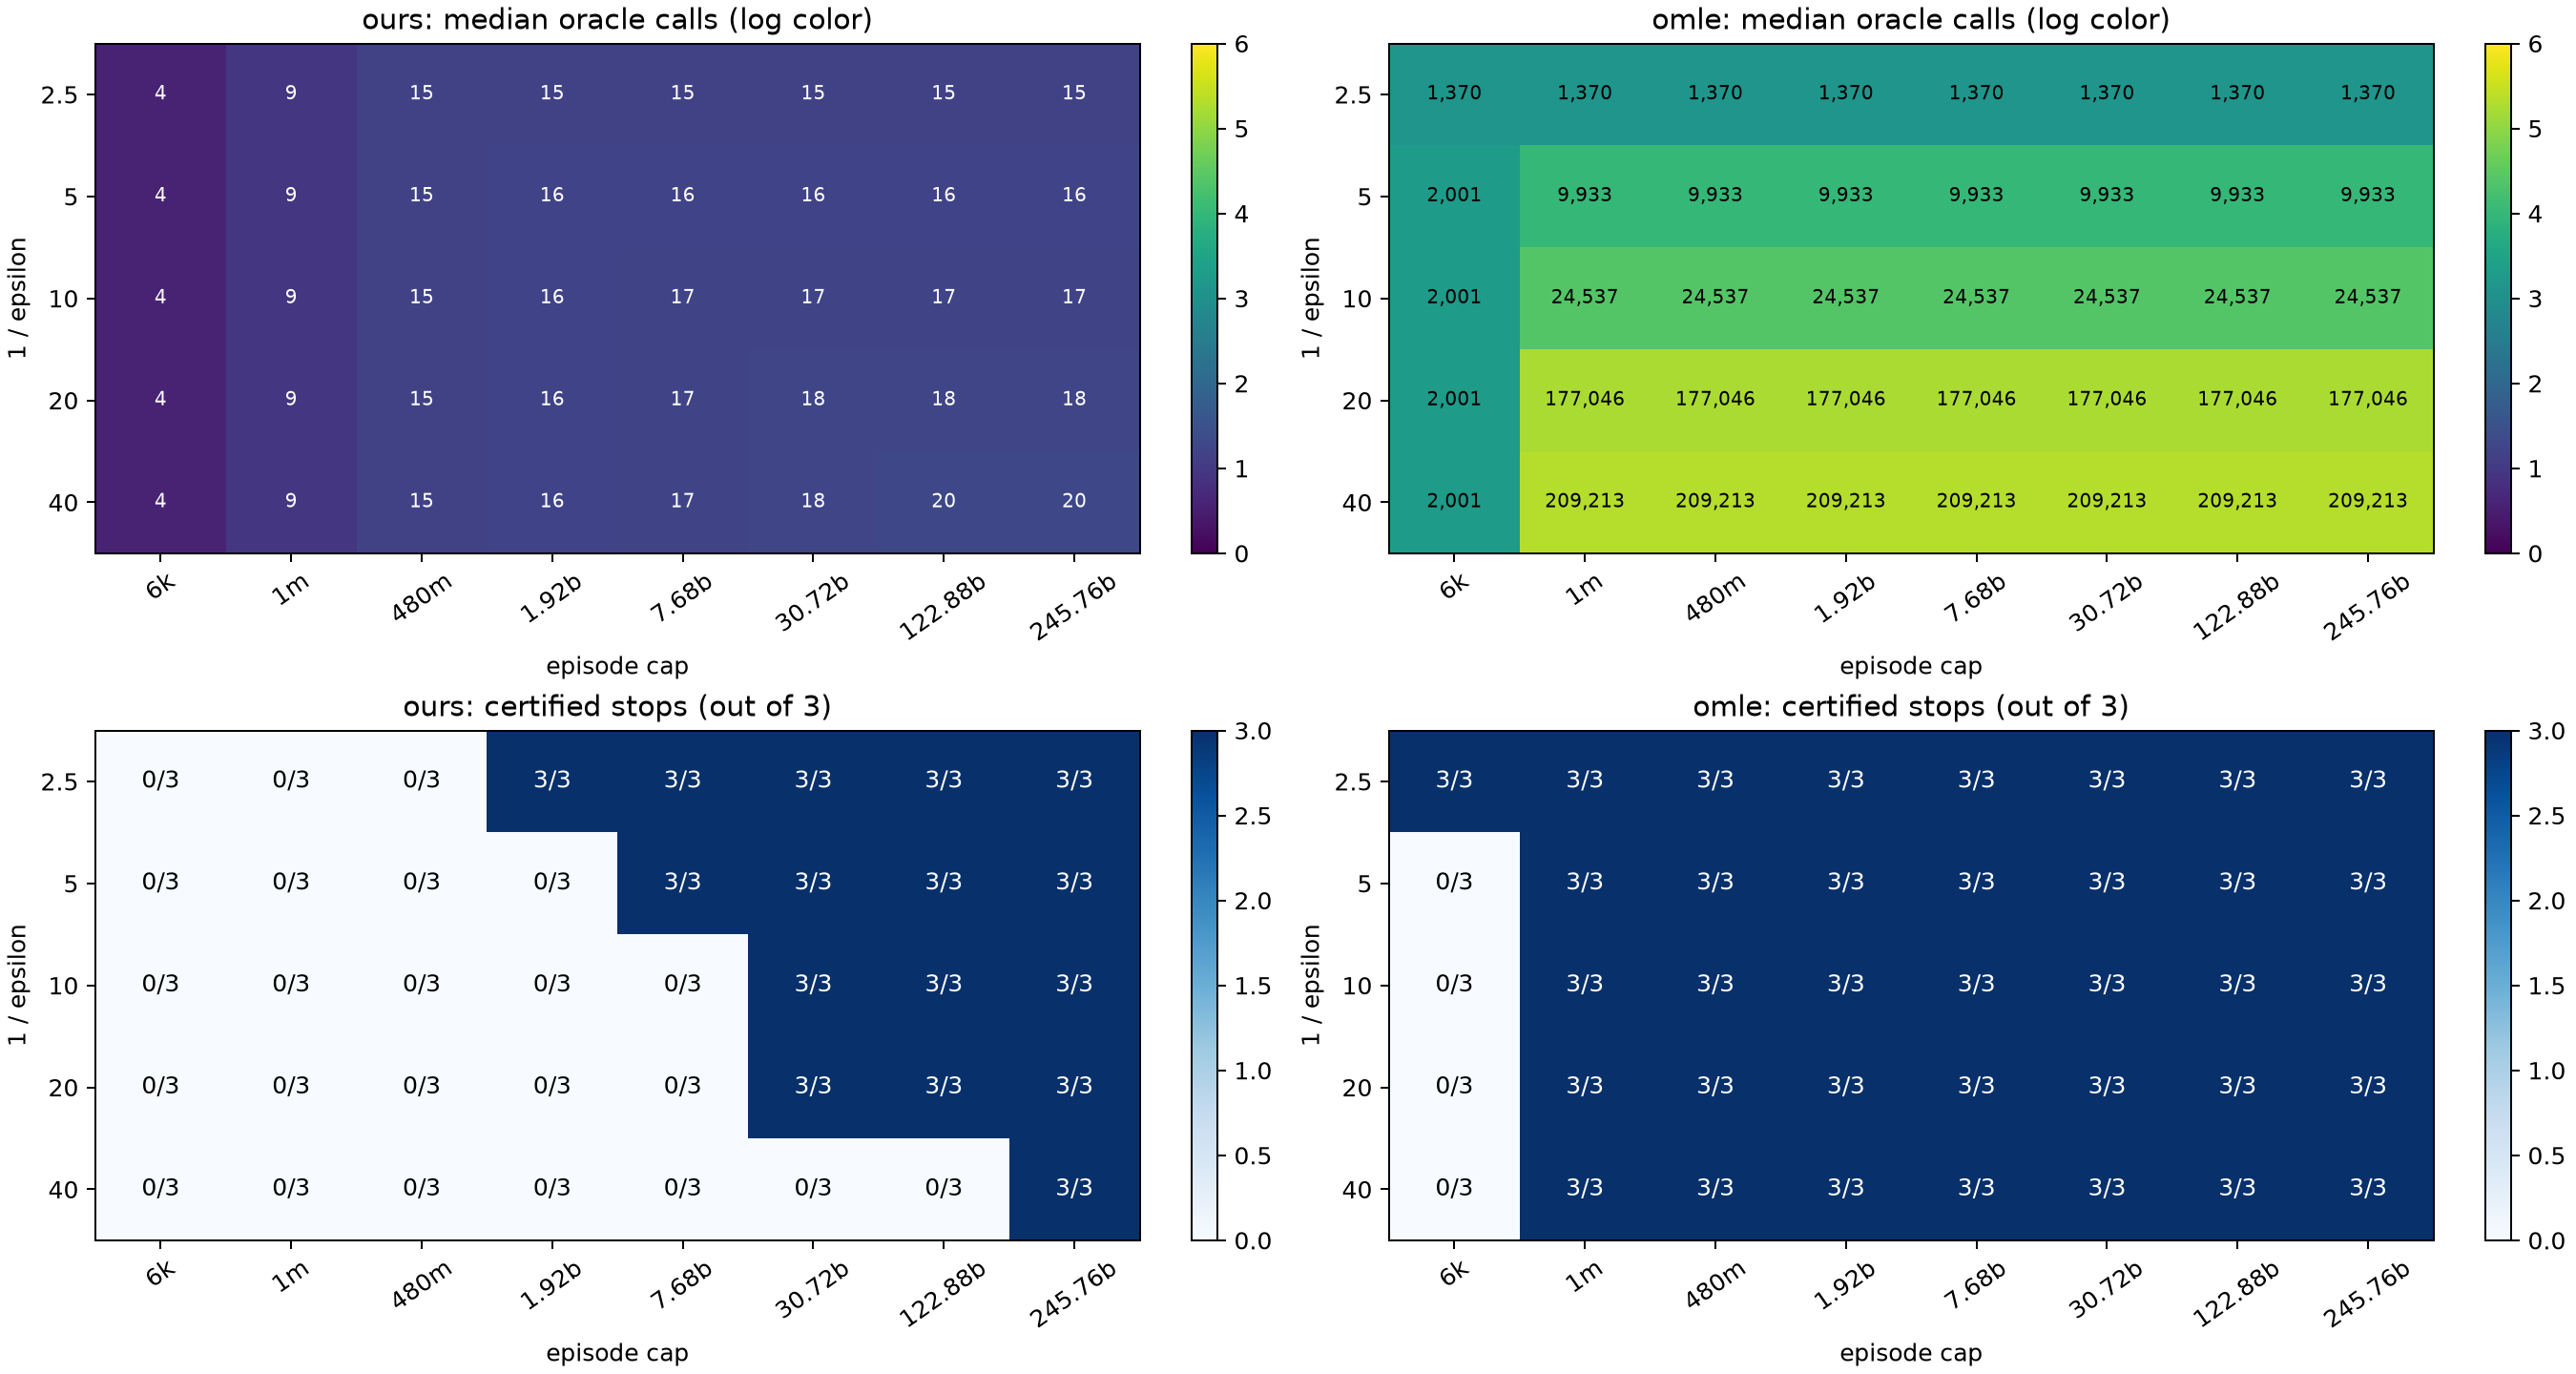 ours: median oracle calls (log color)
2.5 4 9 15 15 15 15 15 15
5 4 9 15 16 16 16 16 16
10 4 9 15 16 17 17 17 17
20 4 9 15 16 17 18 18 18
40 4 9 15 16 17 18 20 20
1 / epsilon
6k 1m 480m 1.92b 7.68b 30.72b 122.88b 245.76b
episode cap
6
5
4
3
2
1
0
omle: median oracle calls (log color)
2.5 1,370 1,370 1,370 1,370 1,370 1,370 1,370 1,370
5 2,001 9,933 9,933 9,933 9,933 9,933 9,933 9,933
10 2,001 24,537 24,537 24,537 24,537 24,537 24,537 24,537
20 2,001 177,046 177,046 177,046 177,046 177,046 177,046 177,046
40 2,001 209,213 209,213 209,213 209,213 209,213 209,213 209,213
1 / epsilon
6k 1m 480m 1.92b 7.68b 30.72b 122.88b 245.76b
episode cap
6
5
4
3
2
1
0
ours: certified stops (out of 3)
2.5 0/3 0/3 0/3 3/3 3/3 3/3 3/3 3/3
5 0/3 0/3 0/3 0/3 3/3 3/3 3/3 3/3
10 0/3 0/3 0/3 0/3 0/3 3/3 3/3 3/3
20 0/3 0/3 0/3 0/3 0/3 3/3 3/3 3/3
40 0/3 0/3 0/3 0/3 0/3 0/3 0/3 3/3
1 / epsilon
6k 1m 480m 1.92b 7.68b 30.72b 122.88b 245.76b
episode cap
3.0
2.5
2.0
1.5
1.0
0.5
0.0
omle: certified stops (out of 3)
2.5 3/3 3/3 3/3 3/3 3/3 3/3 3/3 3/3
5 0/3 3/3 3/3 3/3 3/3 3/3 3/3 3/3
10 0/3 3/3 3/3 3/3 3/3 3/3 3/3 3/3
20 0/3 3/3 3/3 3/3 3/3 3/3 3/3 3/3
40 0/3 3/3 3/3 3/3 3/3 3/3 3/3 3/3
1 / epsilon
6k 1m 480m 1.92b 7.68b 30.72b 122.88b 245.76b
episode cap
3.0
2.5
2.0
1.5
1.0
0.5
0.0